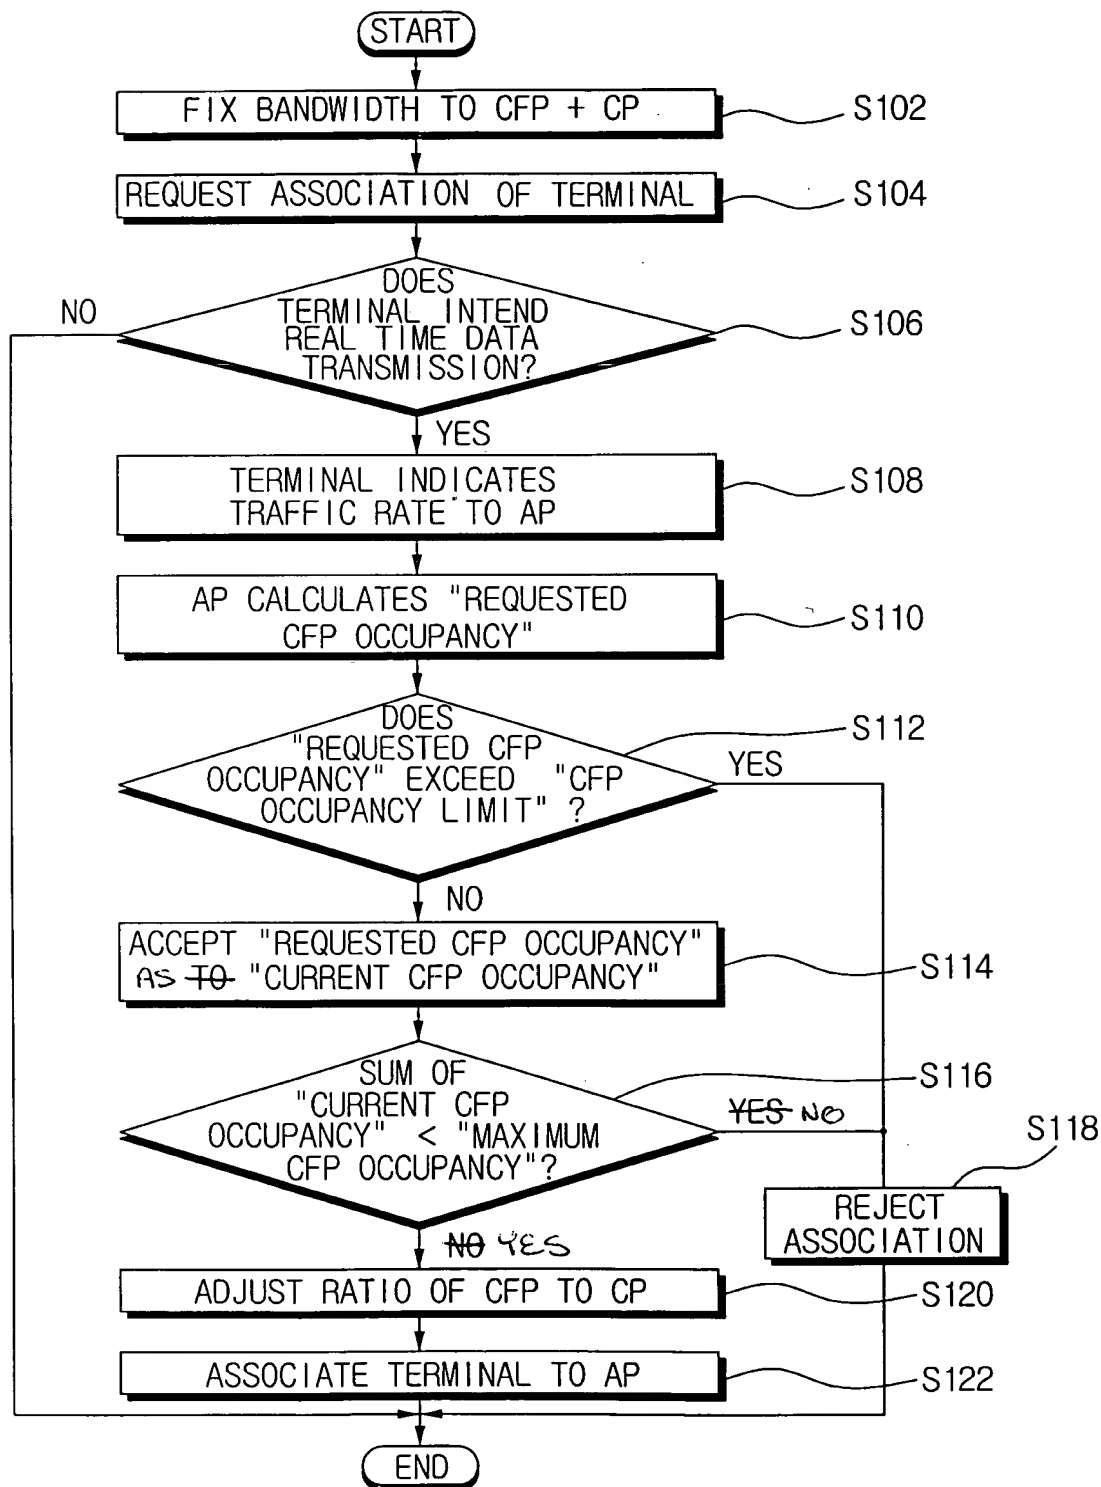 START
FIX BANDWIDTH TO CFP + CP
S102
REQUEST ASSOCIATION OF TERMINAL
S104
DOES
TERMINAL INTEND
REAL TIME DATA
TRANSMISSION?
S106
NO
YES
TERMINAL INDICATES
TRAFFIC RATE TO AP
S108
AP CALCULATES "REQUESTED
CFP OCCUPANCY"
S110
DOES
"REQUESTED CFP
OCCUPANCY" EXCEED "CFP
OCCUPANCY LIMIT" ?
S112
YES
NO
ACCEPT "REQUESTED CFP OCCUPANCY"
AS TO "CURRENT CFP OCCUPANCY"
S114
SUM OF
"CURRENT CFP
OCCUPANCY" < "MAXIMUM
CFP OCCUPANCY"?
S116
YES NO
S118
REJECT
ASSOCIATION
NO YES
ADJUST RATIO OF CFP TO CP
S120
ASSOCIATE TERMINAL TO AP
S122
END